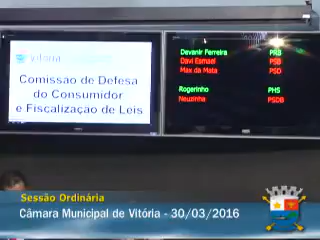 vitória
Comissão de Defesa
do Consumidor
e Fiscalização de Leis
Devanir Ferreira PRB
Davi Esmael PSB
Max da Mata PSD
Rogerinho PHS
Neuzinha PSDB
Sessão Ordinária
Câmara Municipal de Vitória - 30/03/2016